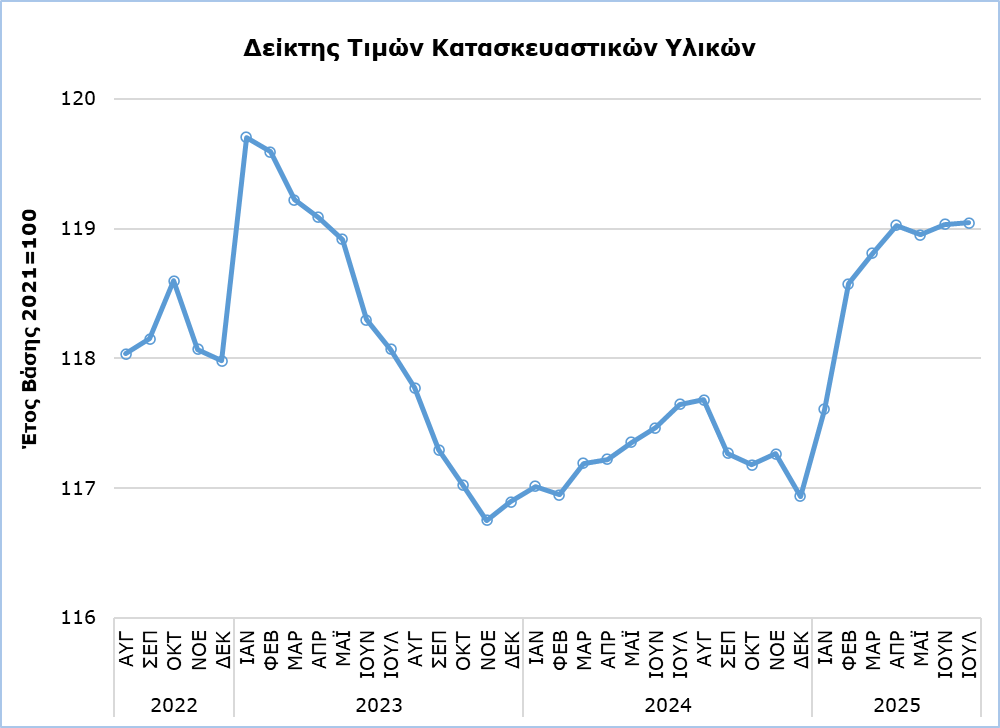 Δείκτης Τιμών Κατασκευαστικών Υλικών
Έτος Βάσης 2021=100
120
119
118
117
116
ΑΥΓ ΣΕΠ ΟΚΤ ΝΟΕ ΔΕΚ ΙΑΝ ΦΕΒ ΜΑΡ ΑΠΡ ΜΑΪ ΙΟΥΝ ΙΟΥΛ ΑΥΓ ΣΕΠ ΟΚΤ ΝΟΕ ΔΕΚ ΙΑΝ ΦΕΒ ΜΑΡ ΑΠΡ ΜΑΪ ΙΟΥΝ ΙΟΥΛ ΑΥΓ ΣΕΠ ΟΚΤ ΝΟΕ ΔΕΚ ΙΑΝ ΦΕΒ ΜΑΡ ΑΠΡ ΜΑΪ ΙΟΥΝ ΙΟΥΛ
2022 2023 2024 2025